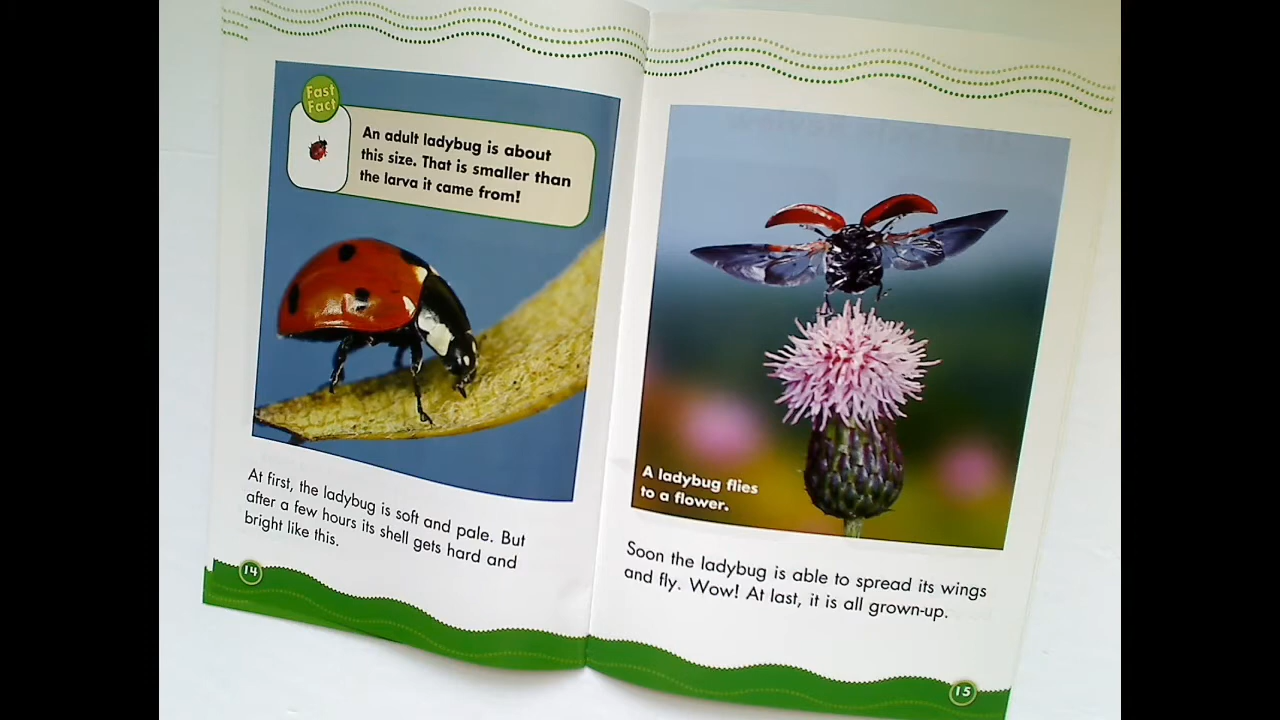 Fast
Fact
An adult ladybug is about
this size. That is smaller than
the larva it came from!
At first, the ladybug is soft and pale. But
after a few hours its shell gets hard and
bright like this.
14
A ladybug flies
to a flower.
Soon the ladybug is able to spread its wings
and fly. Wow! At last, it is all grown-up.
15